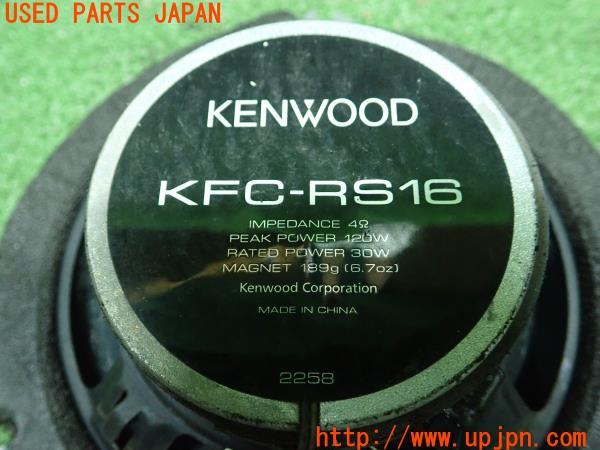 USED PARTS JAPAN
KENWOOD
KFC-RS16
IMPEDANCE 4Ω
PEAK POWER 120W
RATED POWER 30W
MAGNET 189g (6.7oz)
Kenwood Corporation
MADE IN CHINA
2258
http://www.upjpn.com/